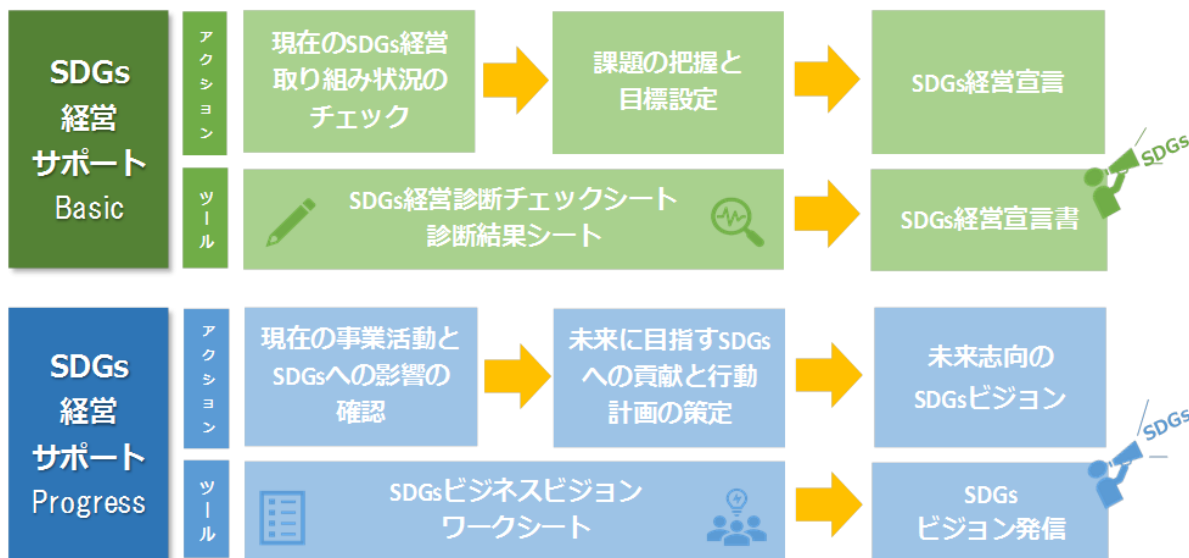 SDGs
経営
サポート
Basic
アクション
現在のSDGs経営
取り組み状況の
チェック
課題の把握と
目標設定
SDGs経営宣言
SDGs
ツール
SDGs経営診断チェックシート
診断結果シート
SDGs経営宣言書
SDGs
経営
サポート
Progress
アクション
現在の事業活動と
SDGsへの影響の
確認
未来に目指すSDGs
への貢献と行動
計画の策定
未来志向の
SDGsビジョン
SDGs
ツール
SDGsビジネスビジョン
ワークシート
SDGs
ビジョン発信